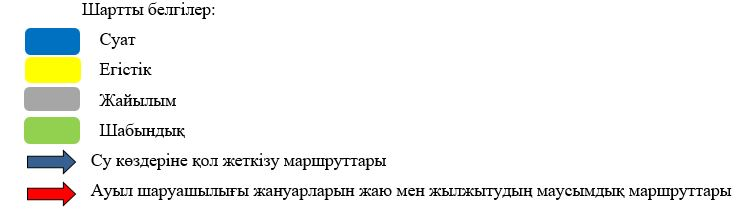 Шартты белгілер:
Суат
Егістік
Жайылым
Шабындық
Су көздеріне қол жеткізу маршруттары
Ауыл шаруашылығы жануарларын жаю мен жылжытудың маусымдық маршруттары